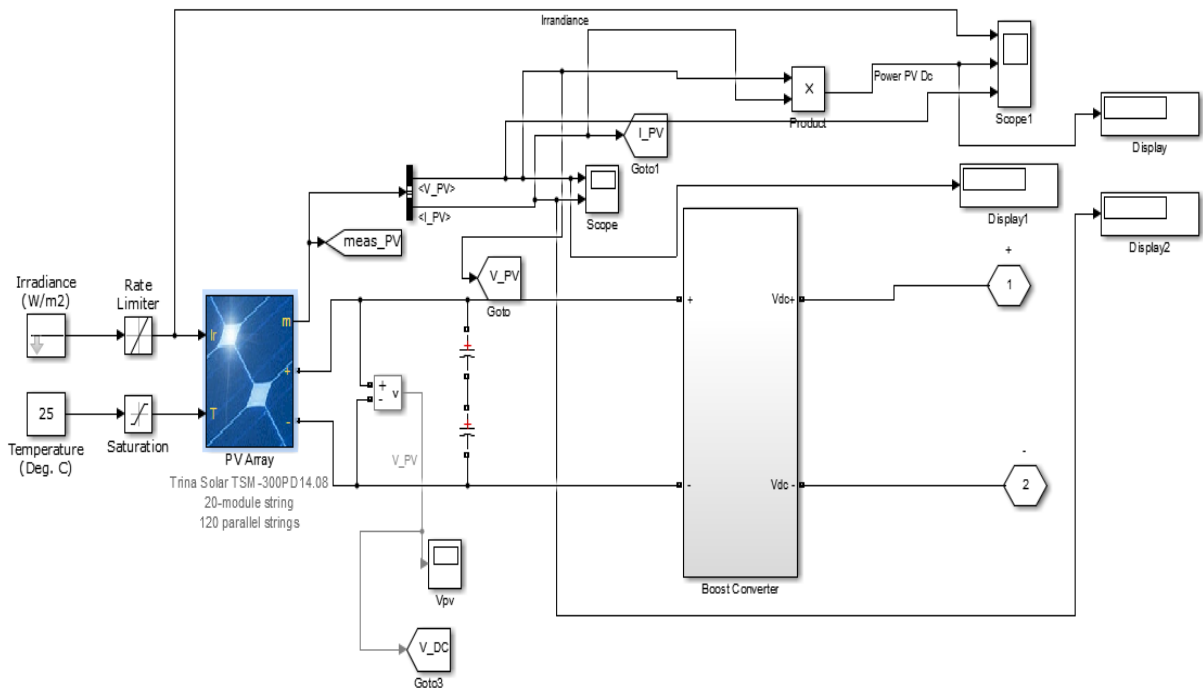 Irrandiance
Power PV Dc
X
Product
Scope1
I_PV
Goto1
Display
<V_PV>
<I_PV>
Scope
Display1
Display2
meas_PV
V_PV
Goto
Irradiance
(W/m2)
Rate
Limiter
Ir
m
+
T
-
PV Array
Trina Solar TSM-300PD14.08
20-module string
120 parallel strings
25
Temperature
(Deg. C)
Saturation
+
-
v
+
+
V_PV
Vpv
V_DC
Goto3
+
-
Vdc+
Vdc -
Boost Converter
+
1
-
2